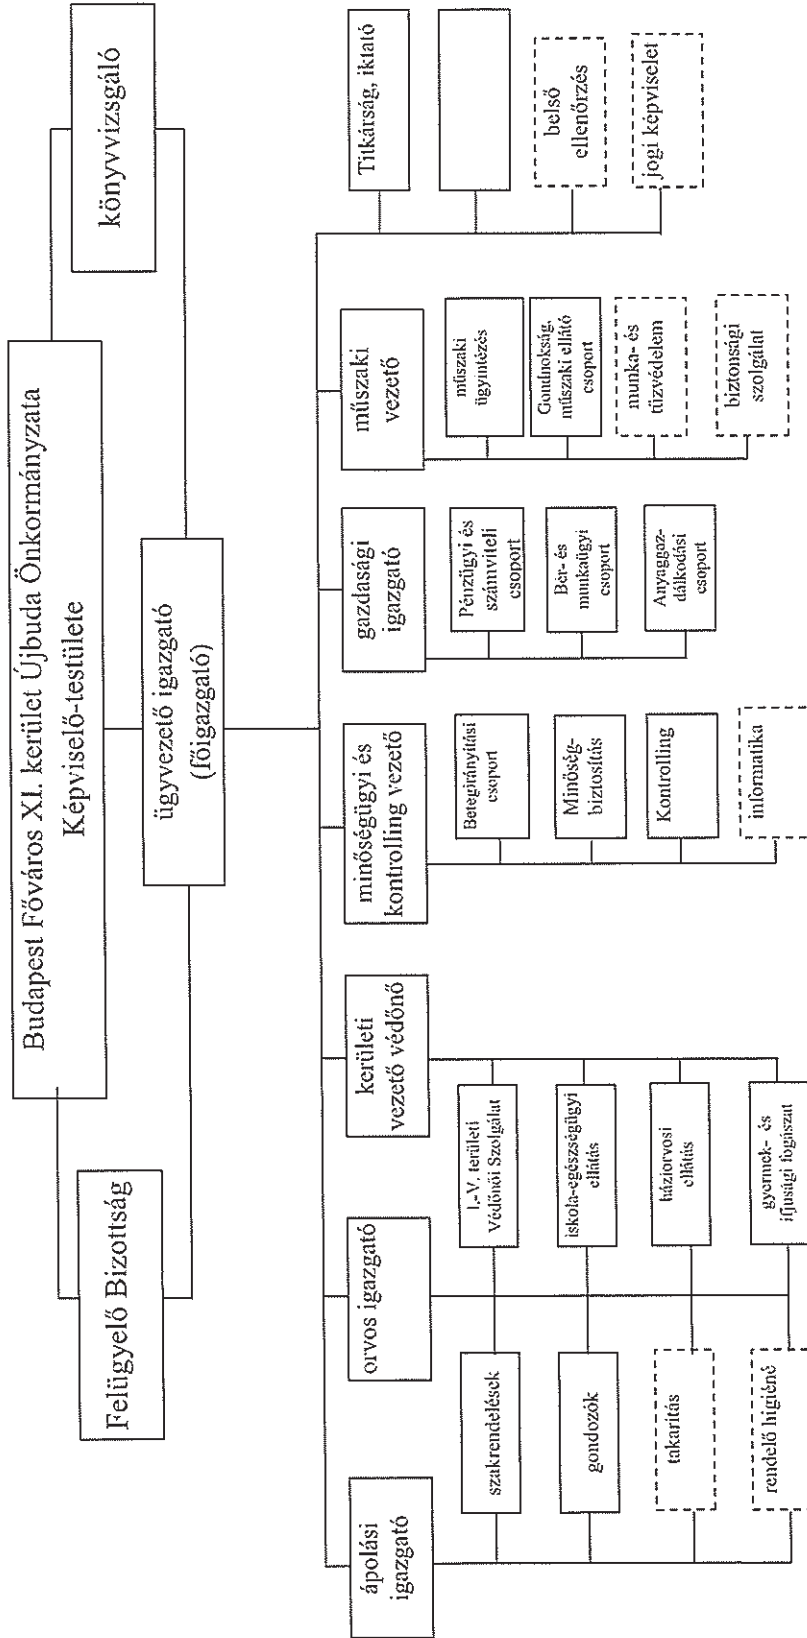 Budapest Főváros XI. kerület Újbuda Önkormányzata
Képviselő-testülete
Felügyelő Bizottság
könyvvizsgáló
ügyvezető igazgató
(főigazgató)
ápolási
igazgató
orvos igazgató
kerületi
vezető védőnő
minőségügyi és
kontrolling vezető
gazdasági
igazgató
műszaki
vezető
Titkárság, iktató
belső
ellenőrzés
jogi képviselet
szakrendelések
gondozók
takarítás
rendelő higiéné
I.-V. területi
Védőnői Szolgálat
iskola-egészségügyi
ellátás
háziorvosi
ellátás
gyermek- és
ifjusági fogászat
Betegirányítási
csoport
Minőség-
biztosítás
Kontrolling
informatika
Pénzügyi és
számviteli
csoport
Bér- és
munkaügyi
csoport
Anyaggaz-
dálkodási
csoport
műszaki
ügyintézés
Gondnokság,
műszaki ellátó
csoport
munka- és
tűzvédelem
biztonsági
szolgálat